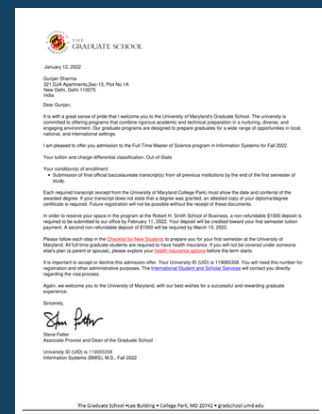 THE
GRADUATE SCHOOL
January 12, 2022
Gunjan Sharma
321,DJA Apartments,Sec-13, Plot No.1A
New Delhi, Delhi 110075
India
Dear Gunjan,
It is with a great sense of pride that I welcome you to the University of Maryland's Graduate School. The university is
committed to offering programs that combine rigorous academic and technical preparation in a nurturing, diverse, and
engaging environment. Our graduate programs are designed to prepare graduates for a wide range of opportunities in local,
national, and international settings.
I am pleased to offer you admission to the Full-Time Master of Science program in Information Systems for Fall 2022.
Your tuition and charge-differential classification: Out-of-State
Your condition(s) of enrollment:
• Submission of final official baccalaureate transcript(s) from all previous institutions by the end of the first semester of
study.
Each required transcript (except from the University of Maryland College Park) must show the date and conferral of the
awarded degree. If your transcript does not state that a degree was granted, an attested copy of your diploma/degree
certificate is required. Future registration will not be possible without the receipt of these documents.
In order to reserve your space in the program at the Robert H. Smith School of Business, a non-refundable $1000 deposit is
required to be submitted to our office by February 11, 2022. Your deposit will be credited toward your first semester tuition
payment. A second non-refundable deposit of $1000 will be required by March 13, 2022.
Please follow each step in the Checklist for New Students to prepare you for your first semester at the University of
Maryland. All full-time graduate students are required to have health insurance. If you will not be covered under someone
else's plan (a parent or spouse), please explore your health insurance options before the term starts.
It is important to accept or decline this admission offer. Your University ID (UID) is 119065358. You will need this number for
registration and other administrative purposes. The International Student and Scholar Services will contact you directly
regarding the visa process.
Again, we welcome you to the University of Maryland, with our best wishes for a successful and rewarding graduate
experience.
Sincerely,
Steve Fetter
Steve Fetter
Associate Provost and Dean of the Graduate School
University ID (UID) is 119065358
Information Systems (BMIS), M.S., Fall 2022
The Graduate School •Lee Building • College Park, MD 20742 • gradschool.umd.edu